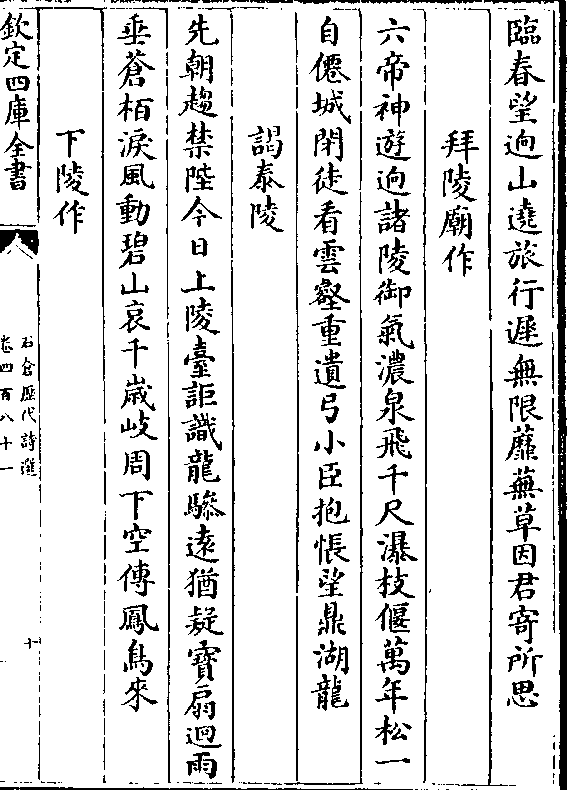 臨春望逈山遶旅行遲無限蘼蕪草因君寄所思
拜陵廟作
六帝神遊逈諸陵御氣濃泉飛千尺瀑枝偃萬年松一
自僊城閉徒看雲壑重遺弓小臣抱悵望鼎湖龍
謁泰陵
先朝趨禁陛今日上陵臺詎識龍驂遠猶疑寶扇迴雨
垂蒼栢淚風動碧山哀千歲岐周下空傳鳳鳥來
下陵作
欽定四庫全書
石倉歷代詩選
卷四百八十一
十